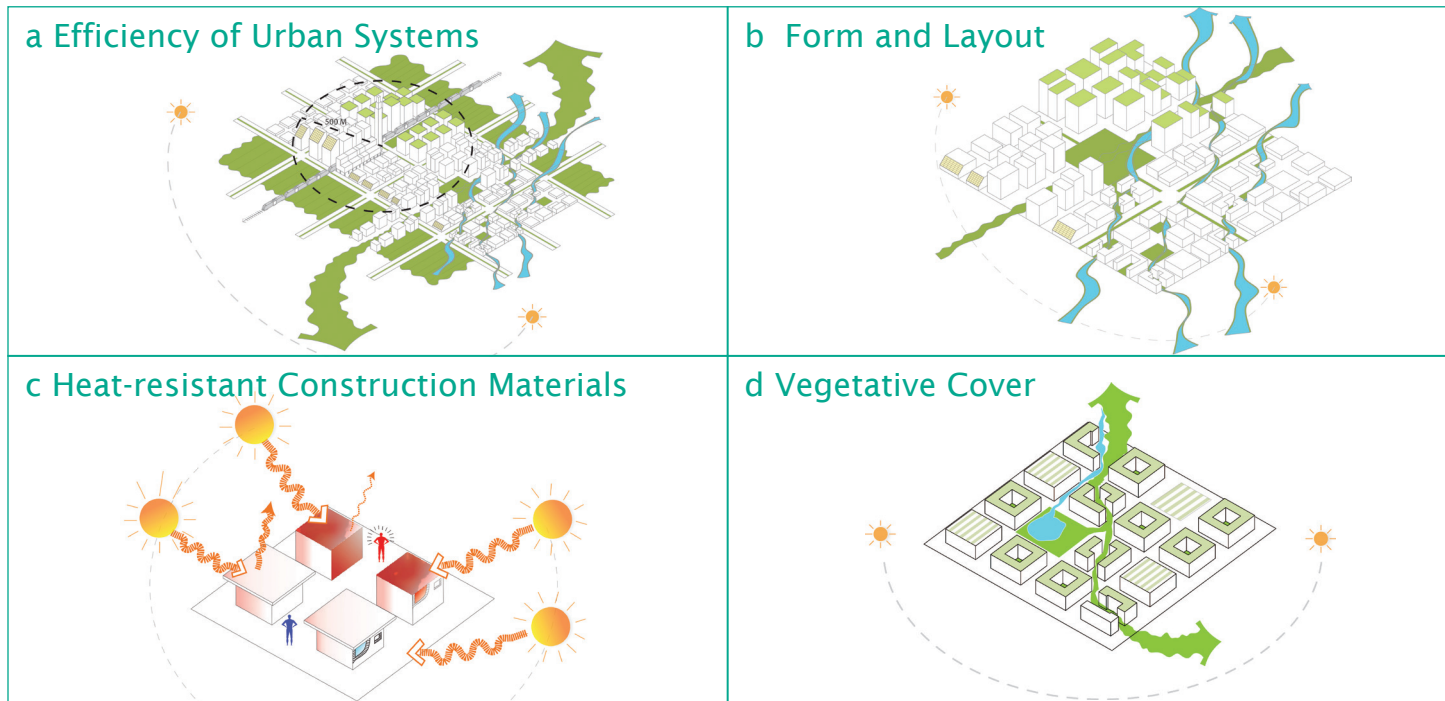 a Efficiency of Urban Systems
b Form and Layout
500 M
c Heat-resistant Construction Materials
d Vegetative Cover